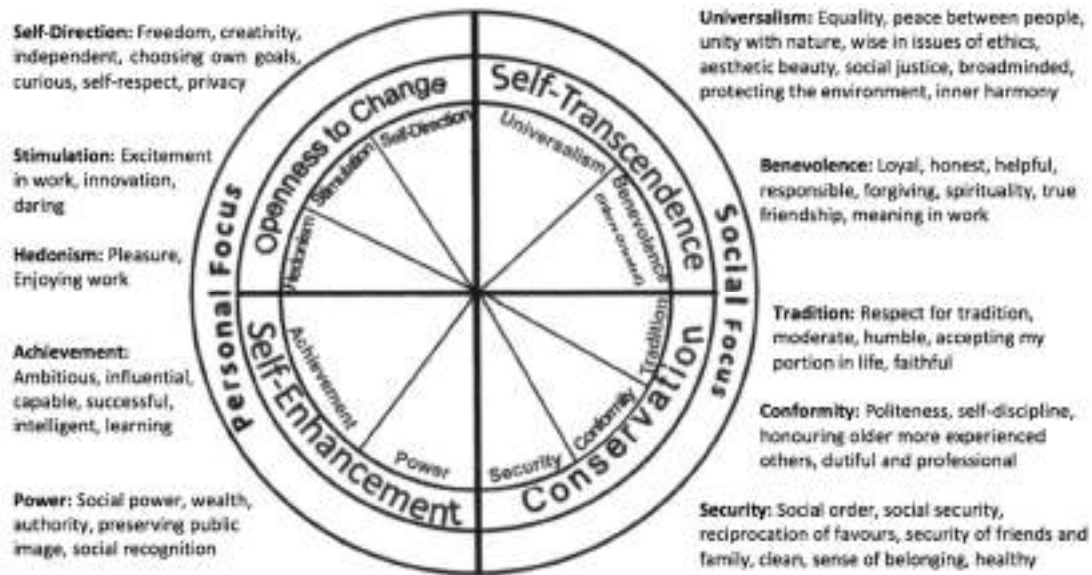 Self-Direction: Freedom, creativity,
independent, choosing own goals,
curious, self-respect, privacy
Stimulation: Excitement
in work, innovation,
daring
Hedonism: Pleasure,
Enjoying work
Achievement:
Ambitious, influential,
capable, successful,
intelligent, learning
Power: Social power, wealth,
authority, preserving public
image, social recognition
Personal Focus
Openness to Change
Self-Enhancement
Hedonism
Stimulation
Self-Direction
Achievement
Power
Self-Transcendence
Conservation
Social Focus
Universalism
Benevolence
Tradition
Conformity
Security
Universalism: Equality, peace between people,
unity with nature, wise in issues of ethics,
aesthetic beauty, social justice, broadminded,
protecting the environment, inner harmony
Benevolence: Loyal, honest, helpful,
responsible, forgiving, spirituality, true
friendship, meaning in work
Tradition: Respect for tradition,
moderate, humble, accepting my
portion in life, faithful
Conformity: Politeness, self-discipline,
honouring older more experienced
others, dutiful and professional
Security: Social order, social security,
reciprocation of favours, security of friends and
family, clean, sense of belonging, healthy